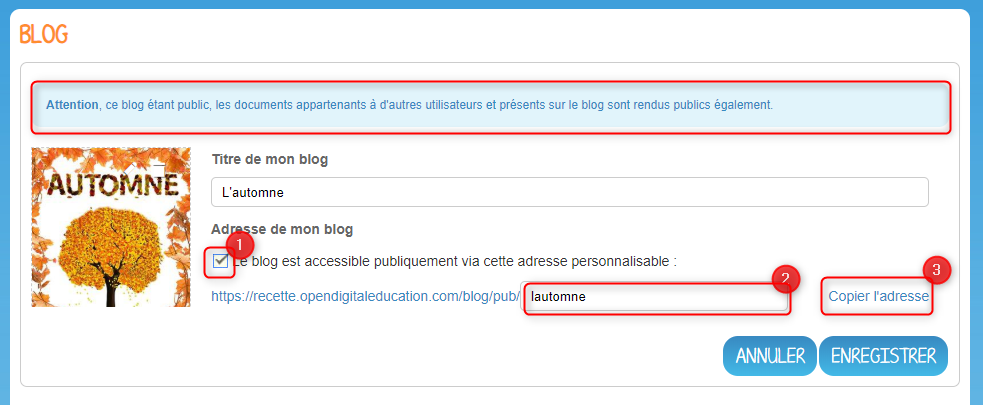 BLOG
Attention, ce blog étant public, les documents appartenants à d'autres utilisateurs et présents sur le blog sont rendus publics également.
AUTOMNE
Titre de mon blog
L'automne
Adresse de mon blog
1
Le blog est accessible publiquement via cette adresse personnalisable :
2
3
https://recette.opendigitaleducation.com/blog/pub/ lautomne Copier l'adresse
ANNULER ENREGISTRER